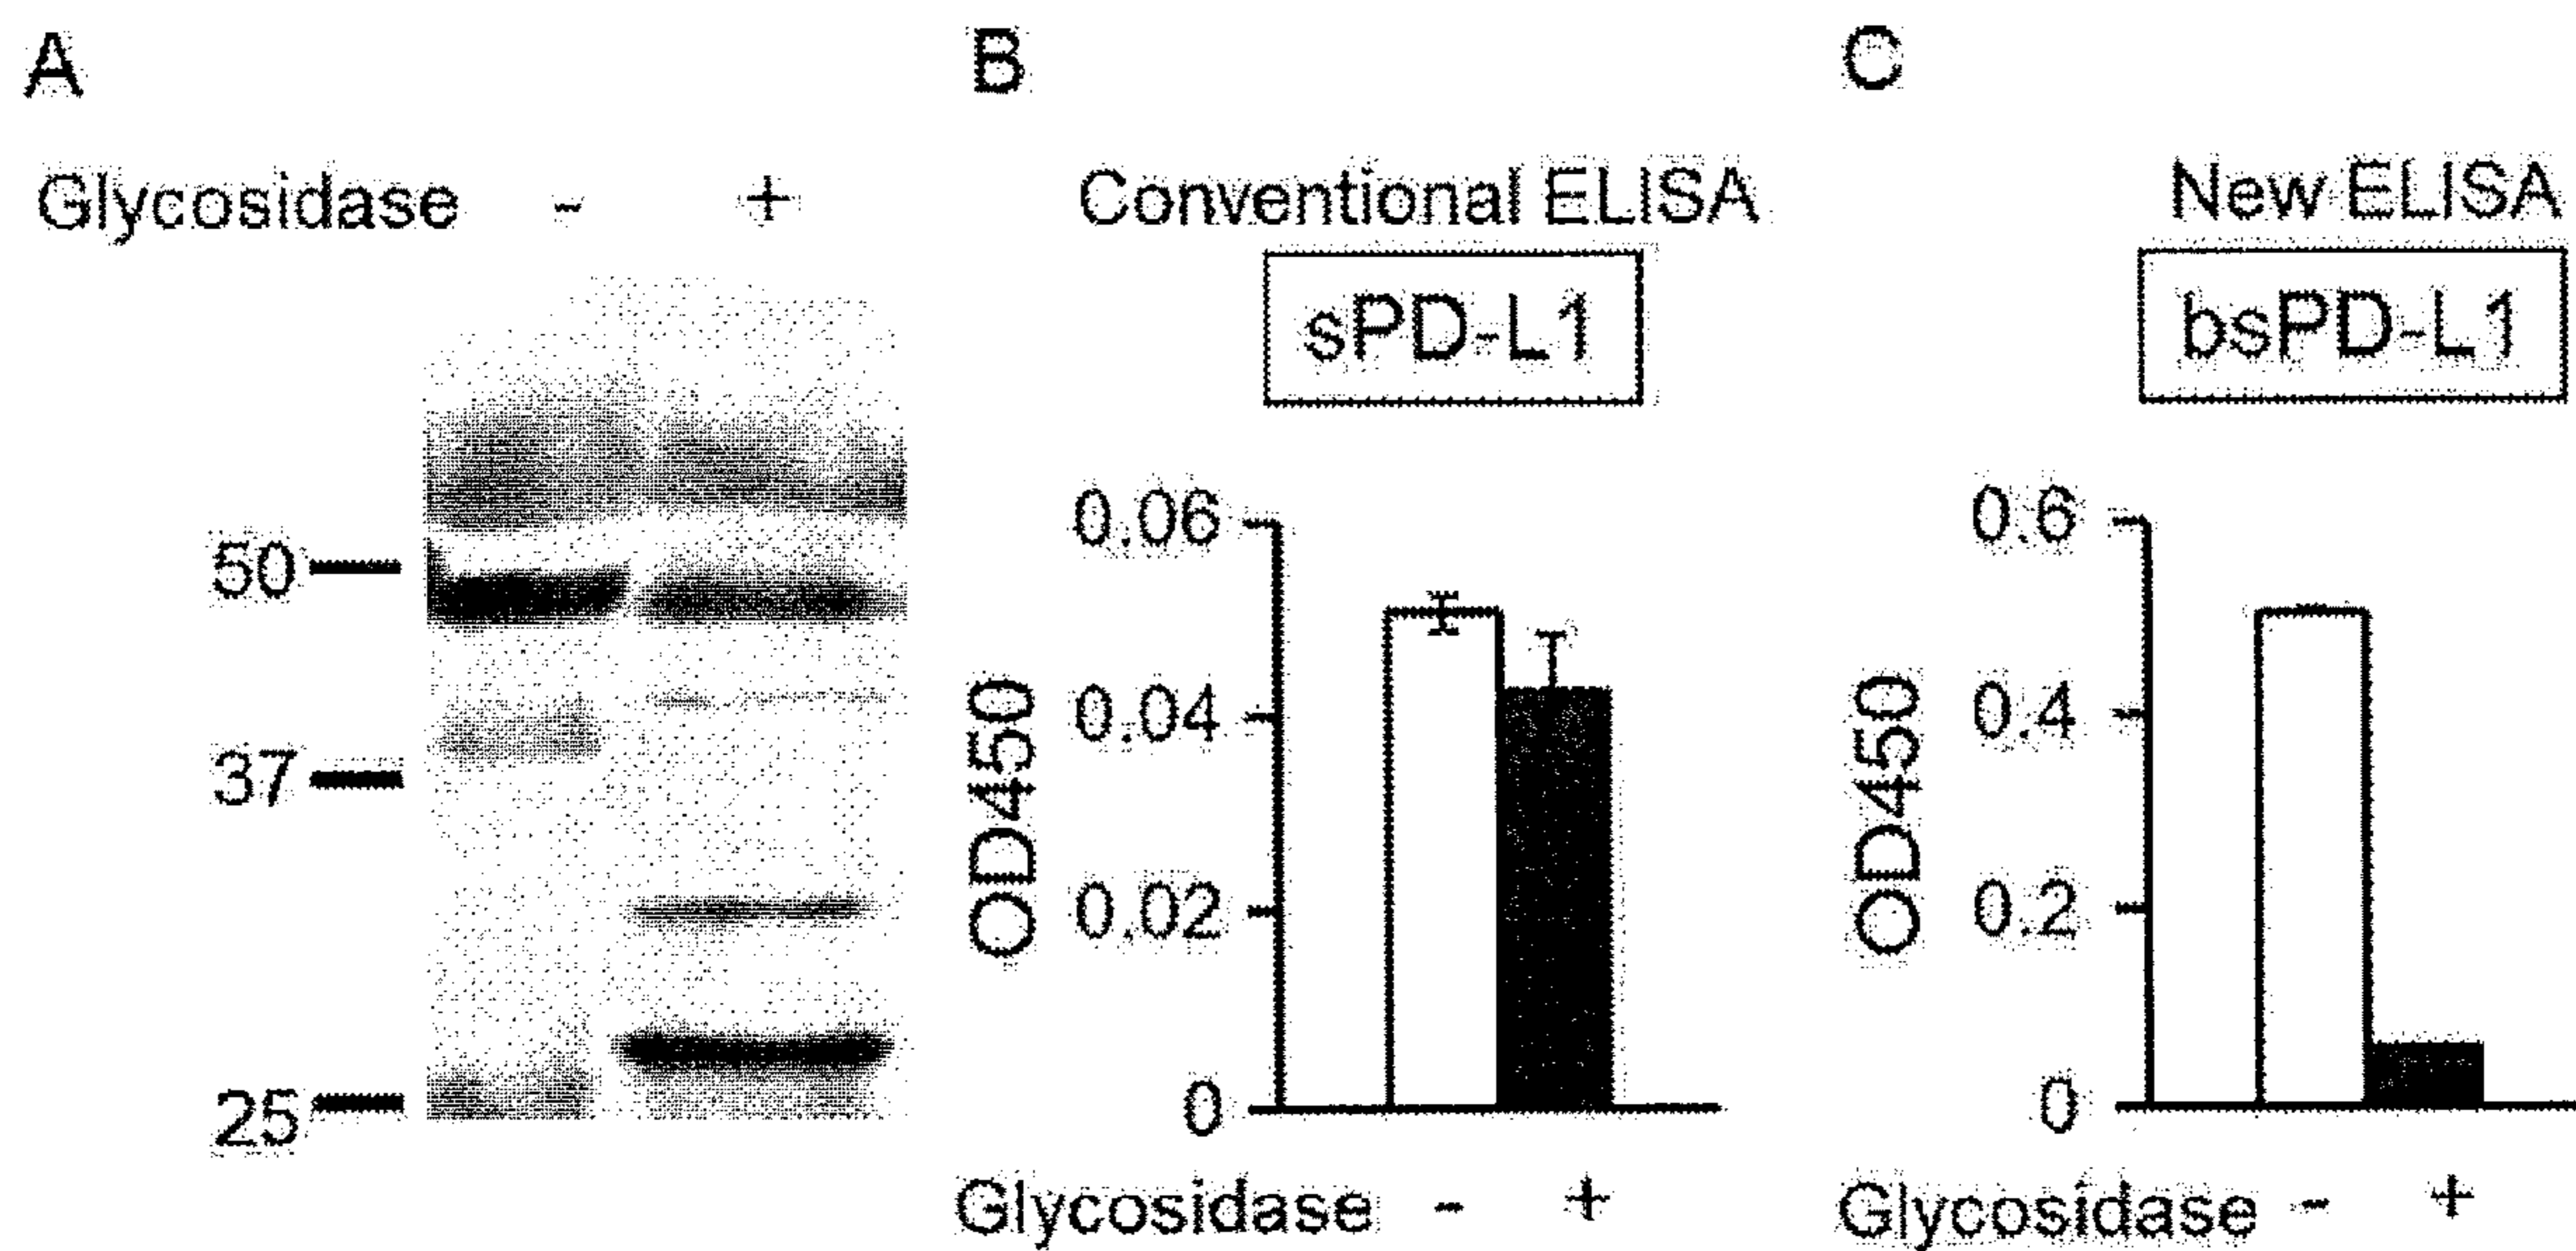 A
Glycosidase - +
50
37
25
B
Conventional ELISA
sPD-L1
OD450
0.06
0.04
0.02
0
Glycosidase - +
C
New ELISA
bsPD-L1
OD450
0.6
0.4
0.2
0
Glycosidase - +